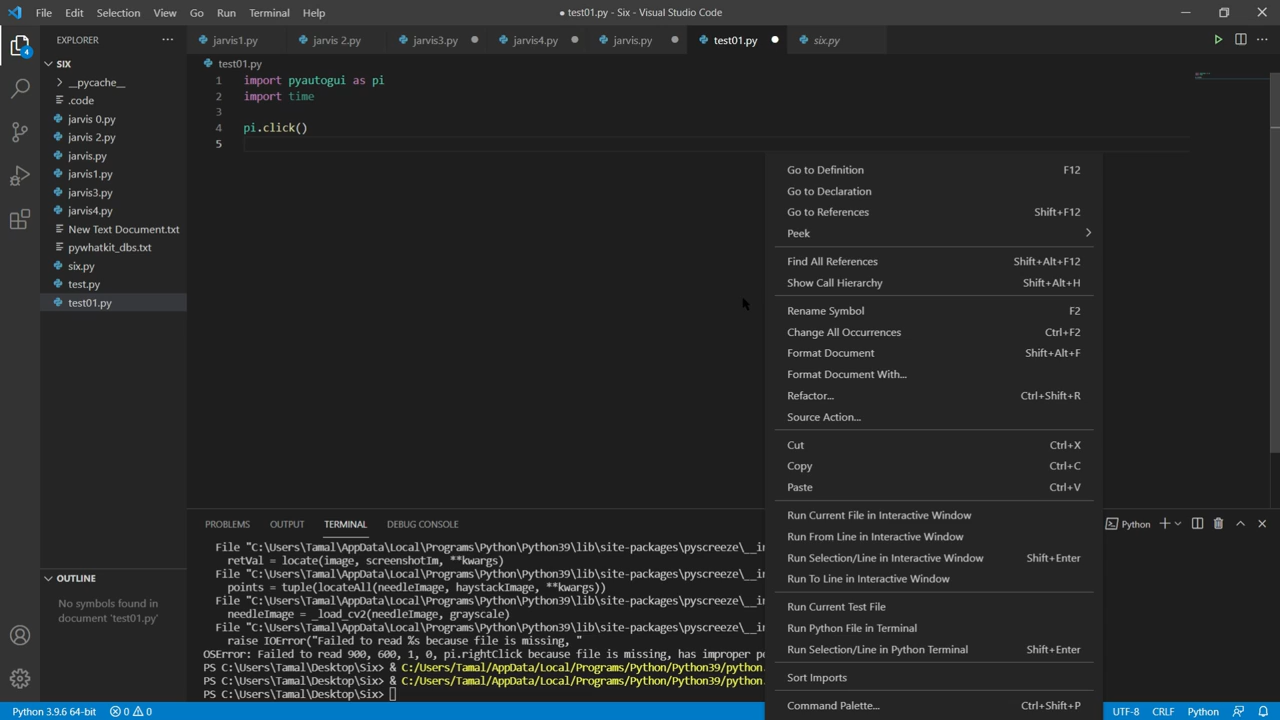 File Edit Selection View Go Run Terminal Help
● test01.py - Six - Visual Studio Code
EXPLORER
jarvis1.py
jarvis 2.py
jarvis3.py
jarvis4.py
jarvis.py
test01.py
six.py
4
SIX
__pycache__
.code
jarvis 0.py
jarvis 2.py
jarvis.py
jarvis1.py
jarvis3.py
jarvis4.py
New Text Document.txt
pywhatkit_dbs.txt
six.py
test.py
test01.py
test01.py
1 import pyautogui as pi
2 import time
3
4 pi.click()
5
Go to Definition F12
Go to Declaration
Go to References Shift+F12
Peek
Find All References Shift+Alt+F12
Show Call Hierarchy Shift+Alt+H
Rename Symbol F2
Change All Occurrences Ctrl+F2
Format Document Shift+Alt+F
Format Document With...
Refactor... Ctrl+Shift+R
Source Action...
Cut Ctrl+X
Copy Ctrl+C
Paste Ctrl+V
Run Current File in Interactive Window
Run From Line in Interactive Window
Run Selection/Line in Interactive Window Shift+Enter
Run To Line in Interactive Window
Run Current Test File
Run Python File in Terminal
Run Selection/Line in Python Terminal Shift+Enter
Sort Imports
Command Palette... Ctrl+Shift+P
PROBLEMS OUTPUT TERMINAL DEBUG CONSOLE
Python
File "C:\Users\Tamal\AppData\Local\Programs\Python\Python39\lib\site-packages\pyscreeze\__i
retVal = locate(image, screenshotIm, **kwargs)
File "C:\Users\Tamal\AppData\Local\Programs\Python\Python39\lib\site-packages\pyscreeze\__i
points = tuple(locateAll(needleImage, haystackImage, **kwargs))
File "C:\Users\Tamal\AppData\Local\Programs\Python\Python39\lib\site-packages\pyscreeze\__i
needleImage = _load_cv2(needleImage, grayscale)
File "C:\Users\Tamal\AppData\Local\Programs\Python\Python39\lib\site-packages\pyscreeze\__i
raise IOError("Failed to read %s because file is missing, "
OSError: Failed to read 900, 600, 1, 0, pi.rightClick because file is missing, has improper pe
PS C:\Users\Tamal\Desktop\Six> & C:/Users/Tamal/AppData/Local/Programs/Python/Python39/python.
PS C:\Users\Tamal\Desktop\Six> & C:/Users/Tamal/AppData/Local/Programs/Python/Python39/python.
PS C:\Users\Tamal\Desktop\Six>
OUTLINE
No symbols found in
document 'test01.py'
Python 3.9.6 64-bit 0 0
UTF-8 CRLF Python